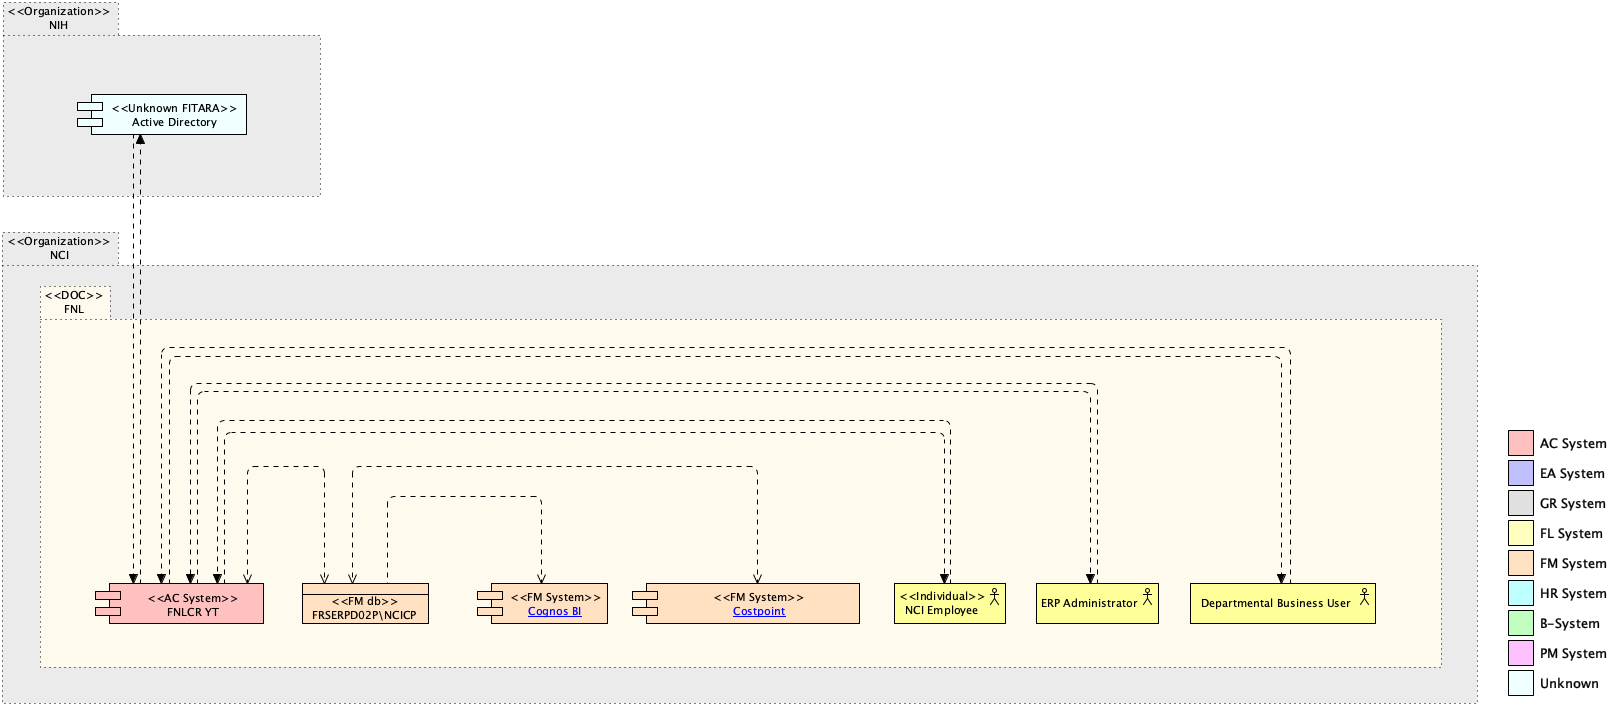 <<Organization>>
NIH
<<Unknown FITARA>>
Active Directory
<<Organization>>
NCI
<<DOC>>
FNL
<<AC System>>
FNLCR YT
<<FM db>>
FRSERPD02P\NCICP
<<FM System>>
Cognos BI
<<FM System>>
Costpoint
<<Individual>>
NCI Employee
ERP Administrator
Departmental Business User
AC System
EA System
GR System
FL System
FM System
HR System
B-System
PM System
Unknown